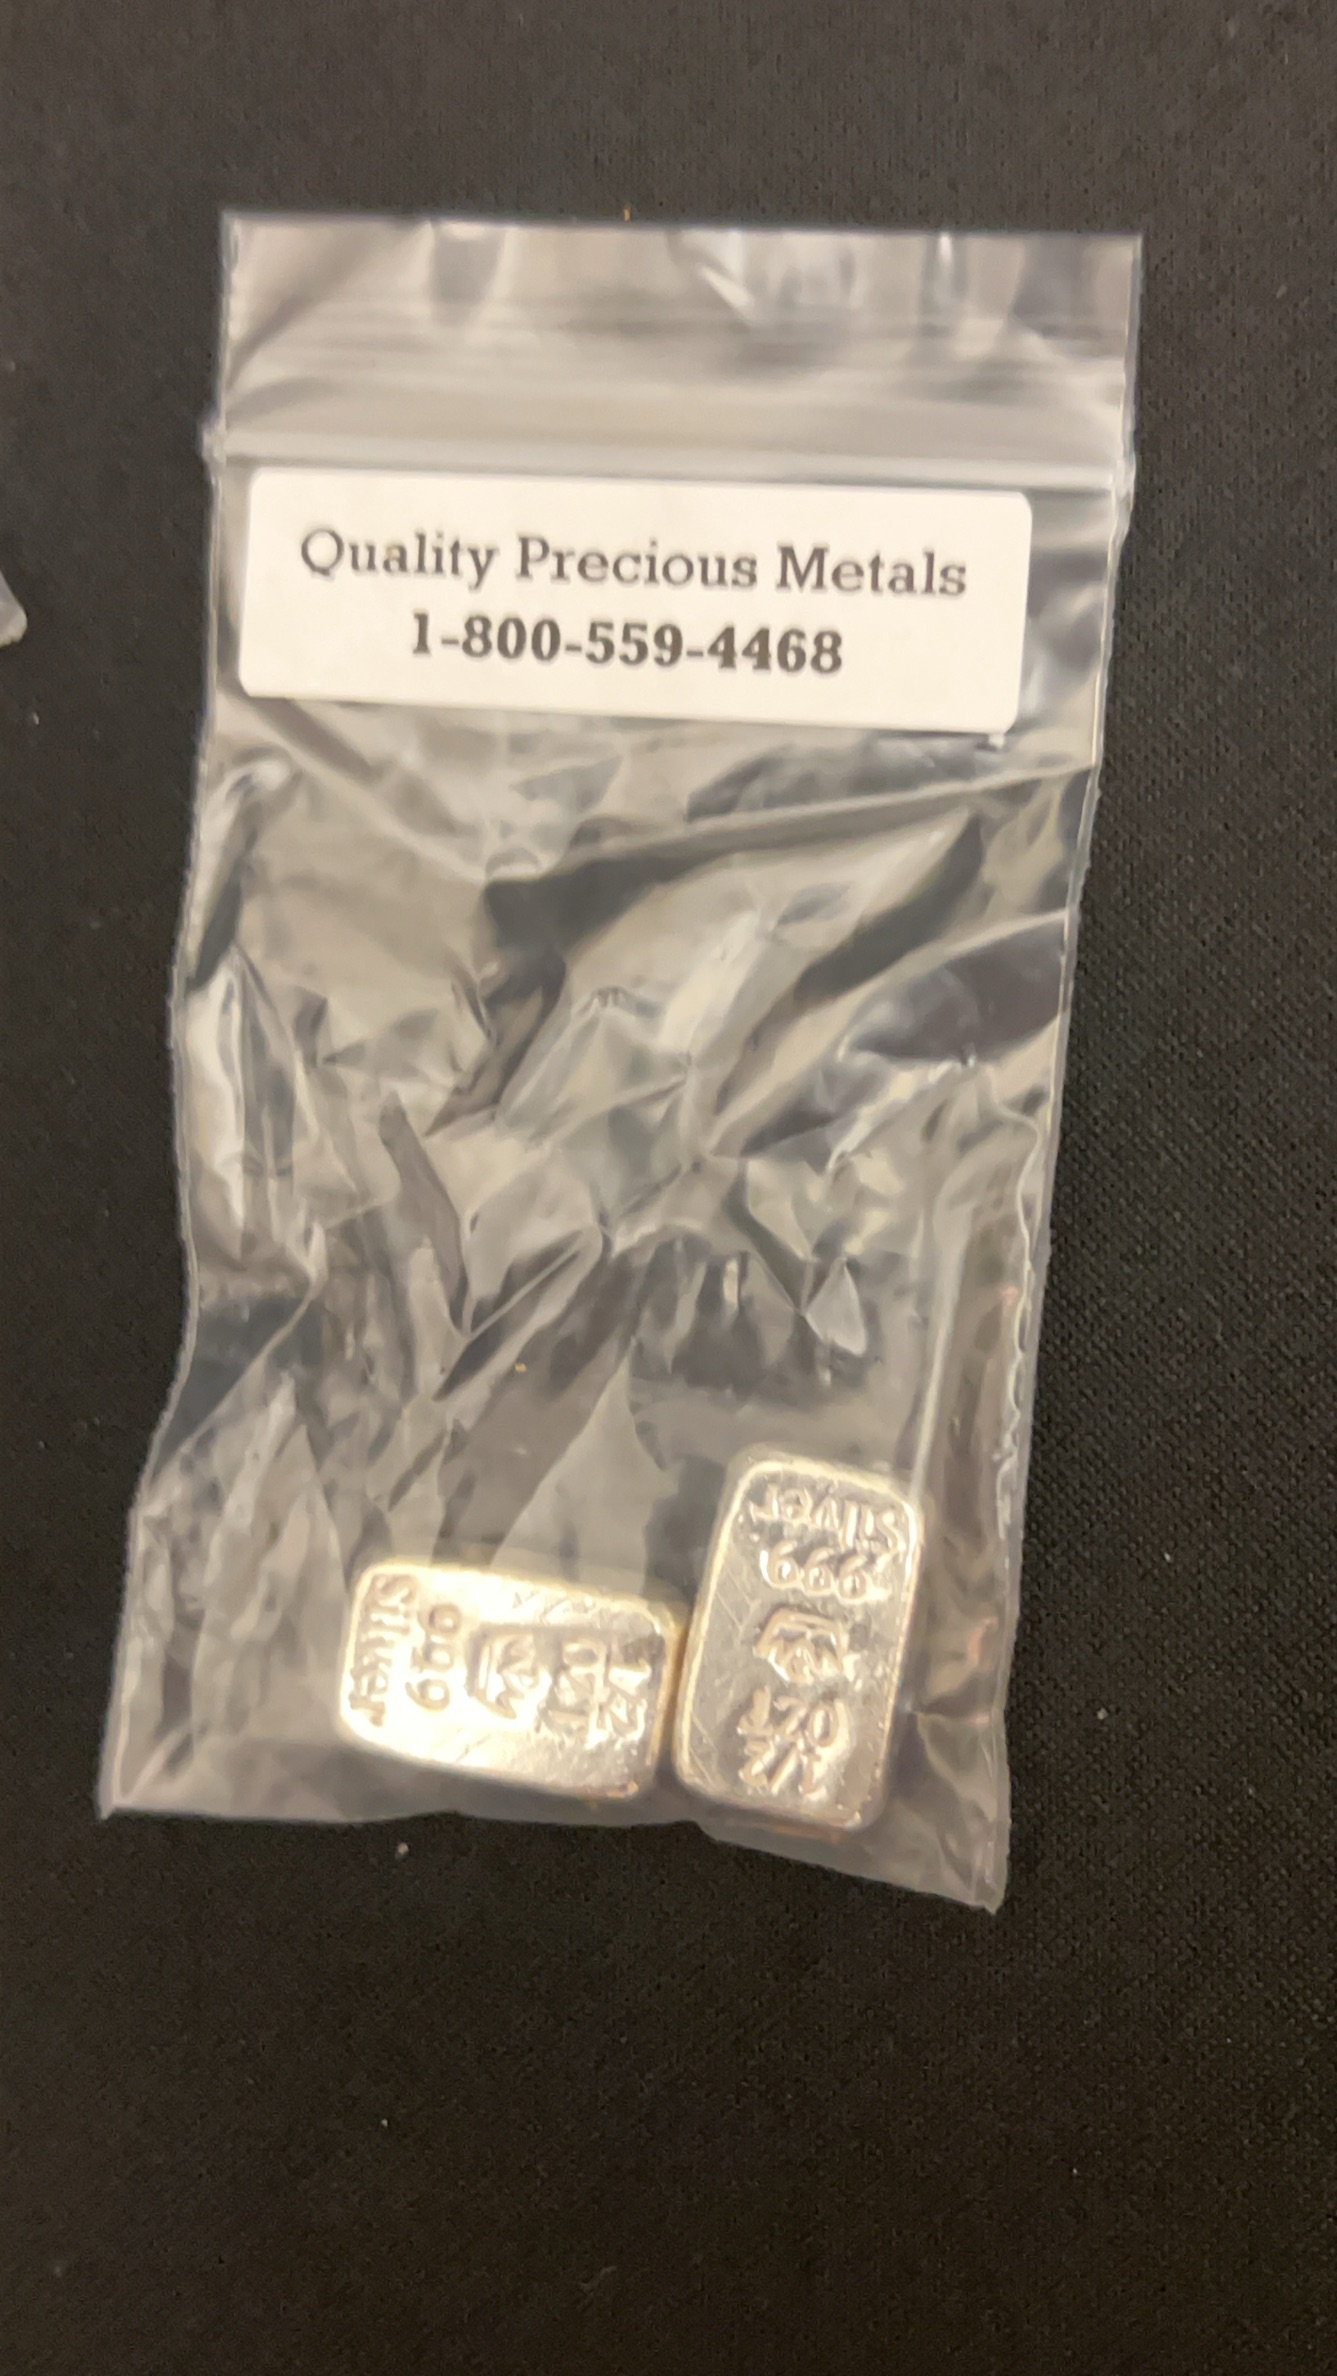 Quality Precious Metals
1-800-559-4468
Silver
999
1/2
OZT
Silver
999
OZT
1/2